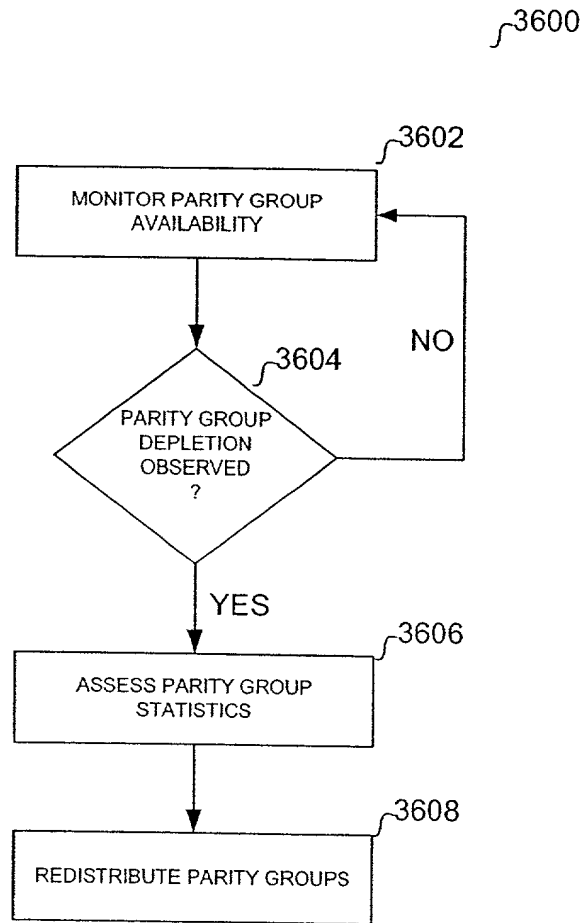 3600
3602
MONITOR PARITY GROUP
AVAILABILITY
NO
3604
PARITY GROUP
DEPLETION
OBSERVED
?
YES
3606
ASSESS PARITY GROUP
STATISTICS
3608
REDISTRIBUTE PARITY GROUPS